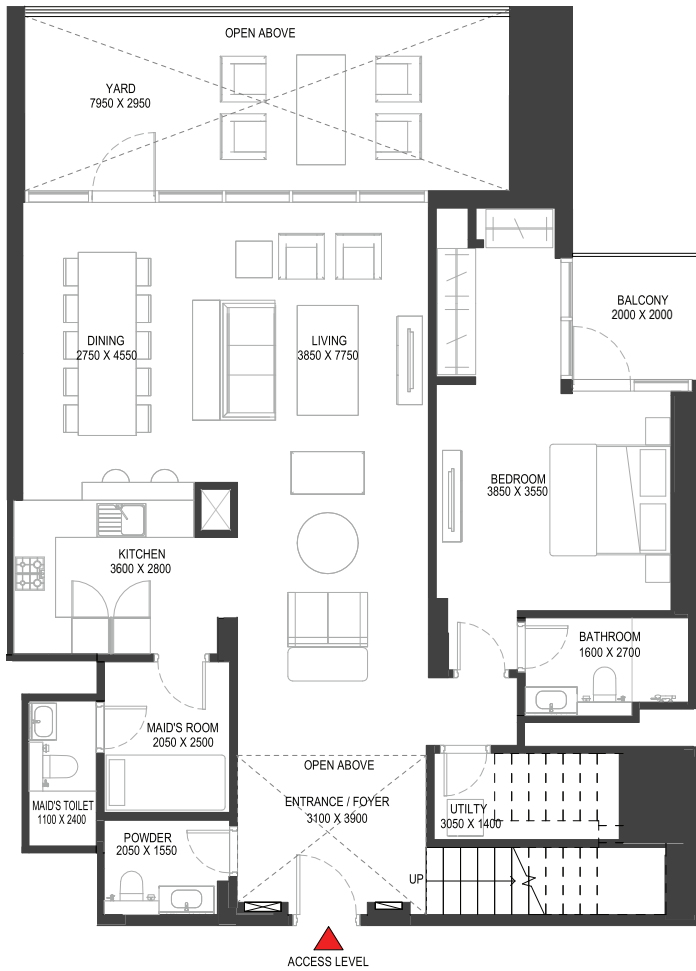 OPEN ABOVE
YARD
7950 X 2950
BALCONY
2000 X 2000
DINING
2750 X 4550
LIVING
3850 X 7750
BEDROOM
3850 X 3550
KITCHEN
3600 X 2800
BATHROOM
1600 X 2700
MAID'S ROOM
2050 X 2500
OPEN ABOVE
MAID'S TOILET
1100 X 2400
ENTRANCE / FOYER
3100 X 3900
UTILTY
3050 X 1400
POWDER
2050 X 1550
UP
ACCESS LEVEL